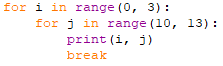 for i in range(0, 3):
    for j in range(10, 13):
        print(i, j)
        break